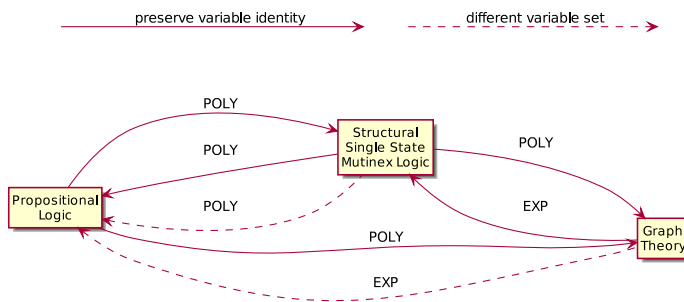 preserve variable identity
different variable set
POLY
Structural
Single State
Mutinex Logic
POLY
POLY
Propositional
Logic
POLY
EXP
POLY
Graph
Theory
EXP